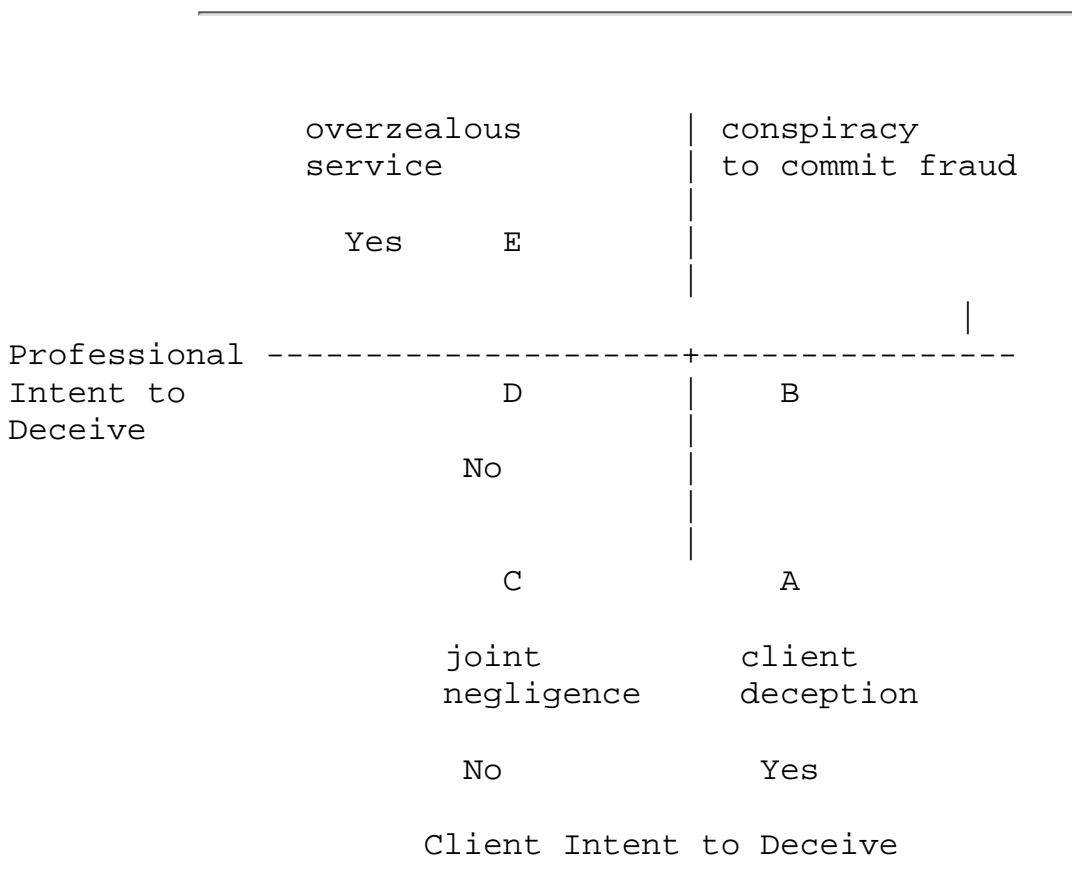 overzealous | conspiracy
service | to commit fraud
|
Yes E |
|
|
Professional ---------------------+----------------
Intent to D | B
Deceive |
No |
|
|
C A
joint client
negligence deception
No Yes
Client Intent to Deceive